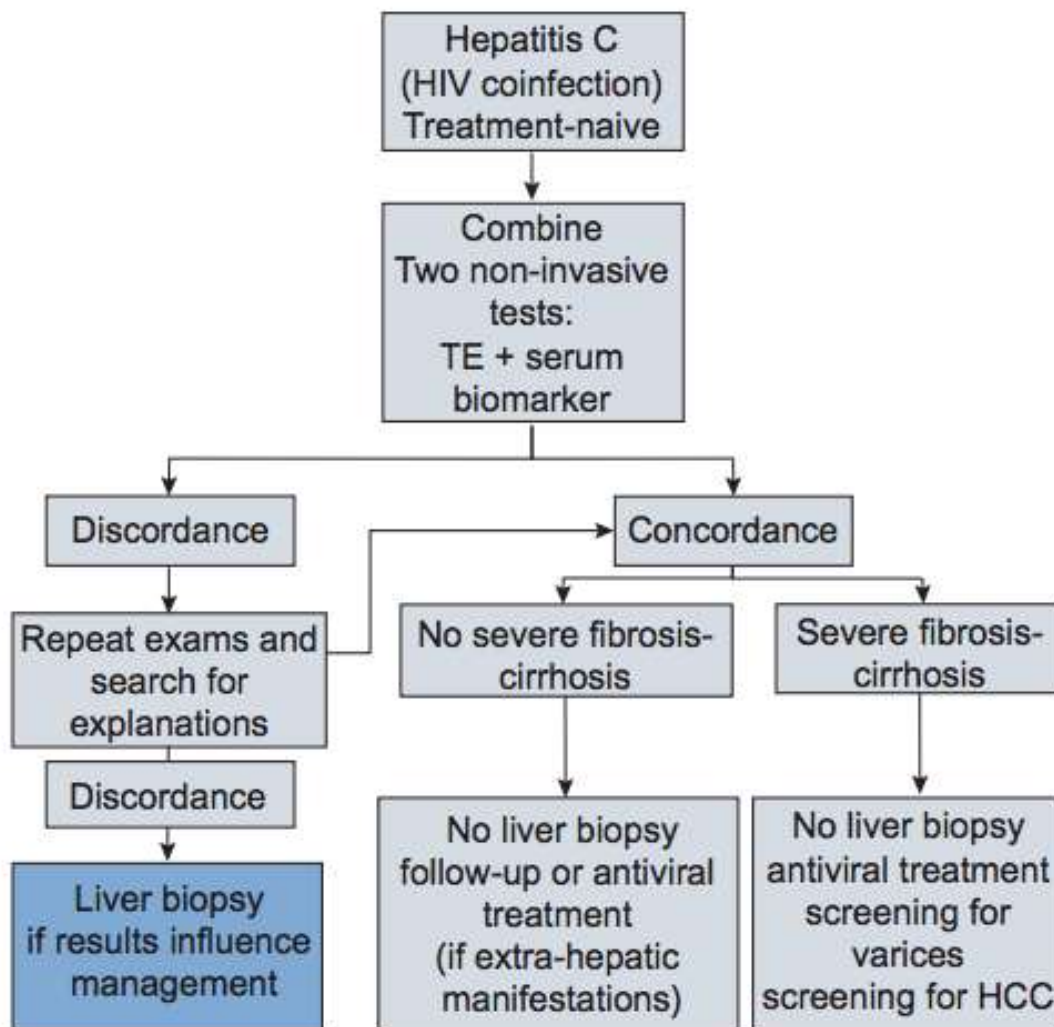 Hepatitis C
(HIV coinfection)
Treatment-naive
Combine
Two non-invasive
tests:
TE + serum
biomarker
Discordance
Concordance
Repeat exams and
search for
explanations
No severe fibrosis-
cirrhosis
Severe fibrosis-
cirrhosis
Discordance
Liver biopsy
if results influence
management
No liver biopsy
follow-up or antiviral
treatment
(if extra-hepatic
manifestations)
No liver biopsy
antiviral treatment
screening for
varices
screening for HCC